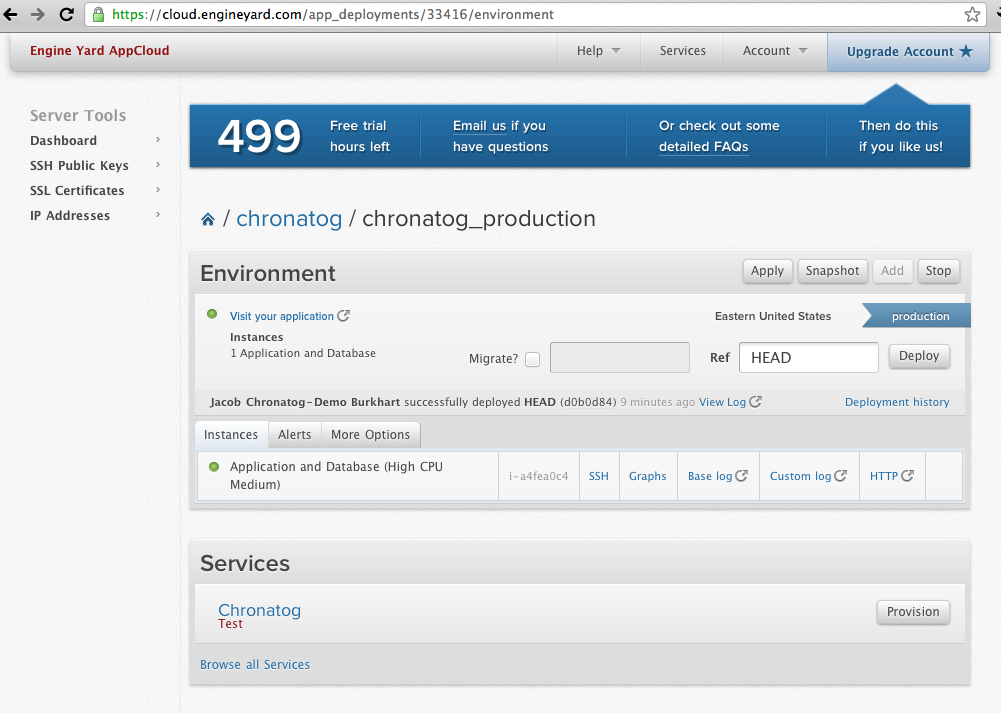 https://cloud.engineyard.com/app_deployments/33416/environment
Engine Yard AppCloud
Help
Services
Account
Upgrade Account
Server Tools
Dashboard
SSH Public Keys
SSL Certificates
IP Addresses
499
Free trial
hours left
Email us if you
have questions
Or check out some
detailed FAQs
Then do this
if you like us!
/ chronatog / chronatog_production
Environment
Apply
Snapshot
Add
Stop
Visit your application
Eastern United States
production
Instances
1 Application and Database
Migrate?
Ref
HEAD
Deploy
Jacob Chronatog-Demo Burkhart successfully deployed HEAD (d0b0d84) 9 minutes ago View Log
Deployment history
Instances
Alerts
More Options
Application and Database (High CPU
Medium)
i-a4fea0c4
SSH
Graphs
Base log
Custom log
HTTP
Services
Chronatog
Test
Provision
Browse all Services